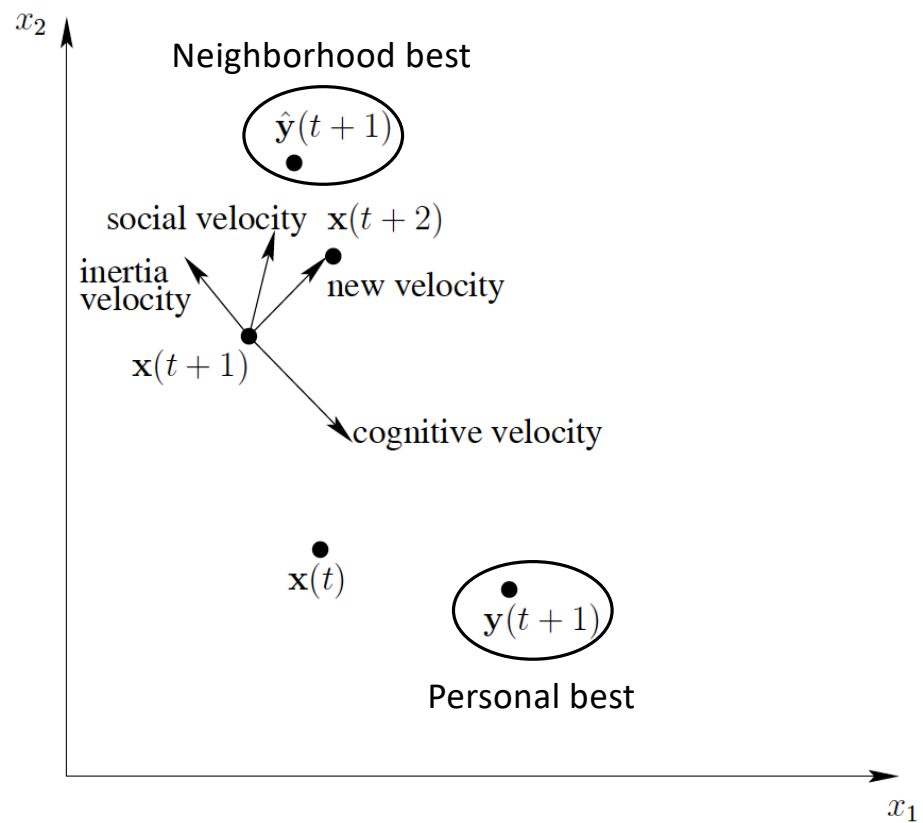 x₂
Neighborhood best
ŷ(t + 1)
social velocity x(t + 2)
inertia
velocity
new velocity
x(t + 1)
cognitive velocity
x(t)
y(t + 1)
Personal best
x₁